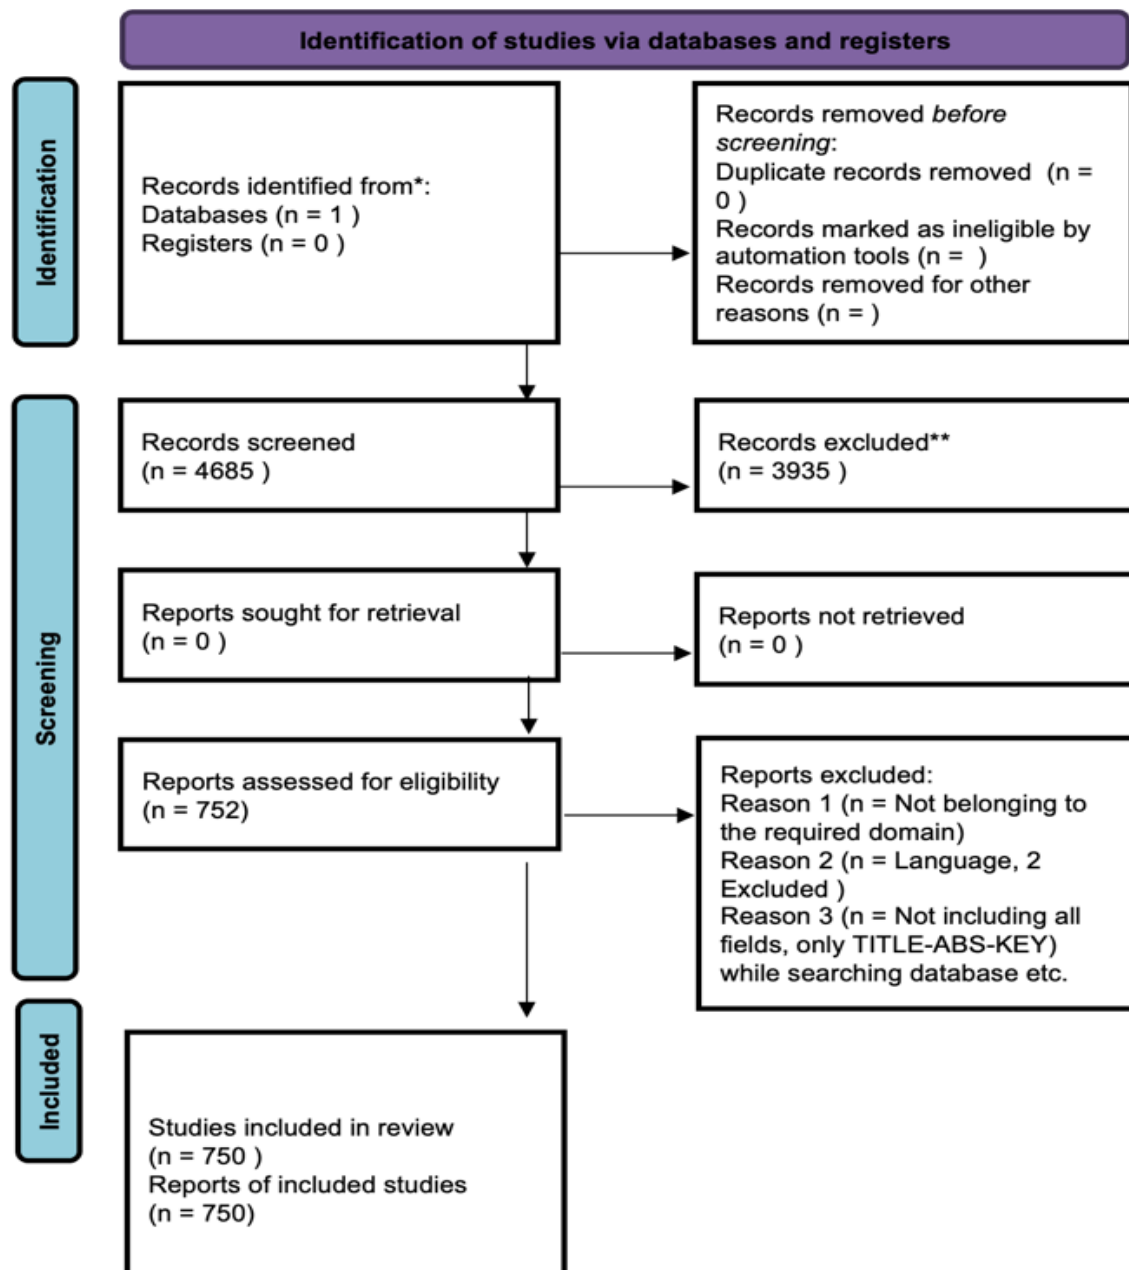 Identification of studies via databases and registers
Identification
Records identified from*:
Databases (n = 1 )
Registers (n = 0 )
Records removed before
screening:
Duplicate records removed (n =
0 )
Records marked as ineligible by
automation tools (n = )
Records removed for other
reasons (n = )
Screening
Records screened
(n = 4685 )
Records excluded**
(n = 3935 )
Reports sought for retrieval
(n = 0 )
Reports not retrieved
(n = 0 )
Reports assessed for eligibility
(n = 752)
Reports excluded:
Reason 1 (n = Not belonging to
the required domain)
Reason 2 (n = Language, 2
Excluded )
Reason 3 (n = Not including all
fields, only TITLE-ABS-KEY)
while searching database etc.
Included
Studies included in review
(n = 750 )
Reports of included studies
(n = 750)